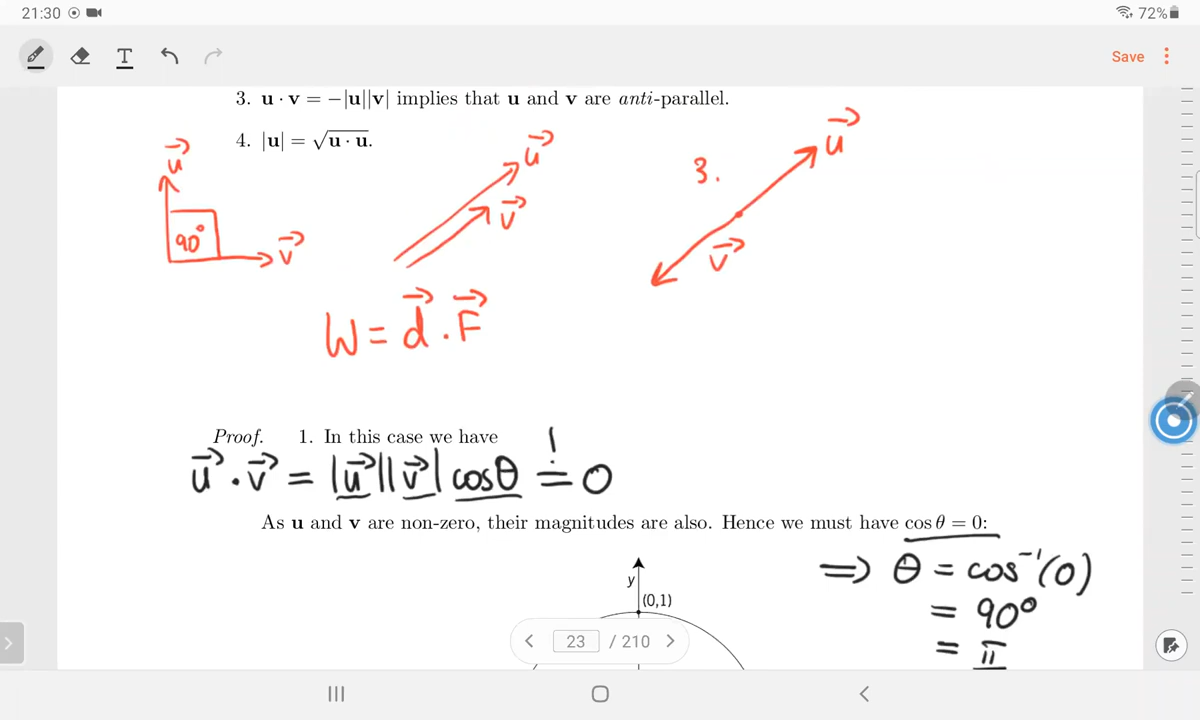 21:30 72%
T Save
3. u · v = −|u||v| implies that u and v are anti-parallel.
4. |u| = √u · u.
u⃗ 90° v⃗
u⃗ v⃗
3. u⃗ v⃗
W = d⃗ . F⃗
Proof. 1. In this case we have
u⃗ . v⃗ = |u⃗||v⃗| cosθ =! 0
As u and v are non-zero, their magnitudes are also. Hence we must have cos θ = 0:
⇒ θ = cos⁻¹(0)
= 90°
= π
y
(0,1)
23 / 210